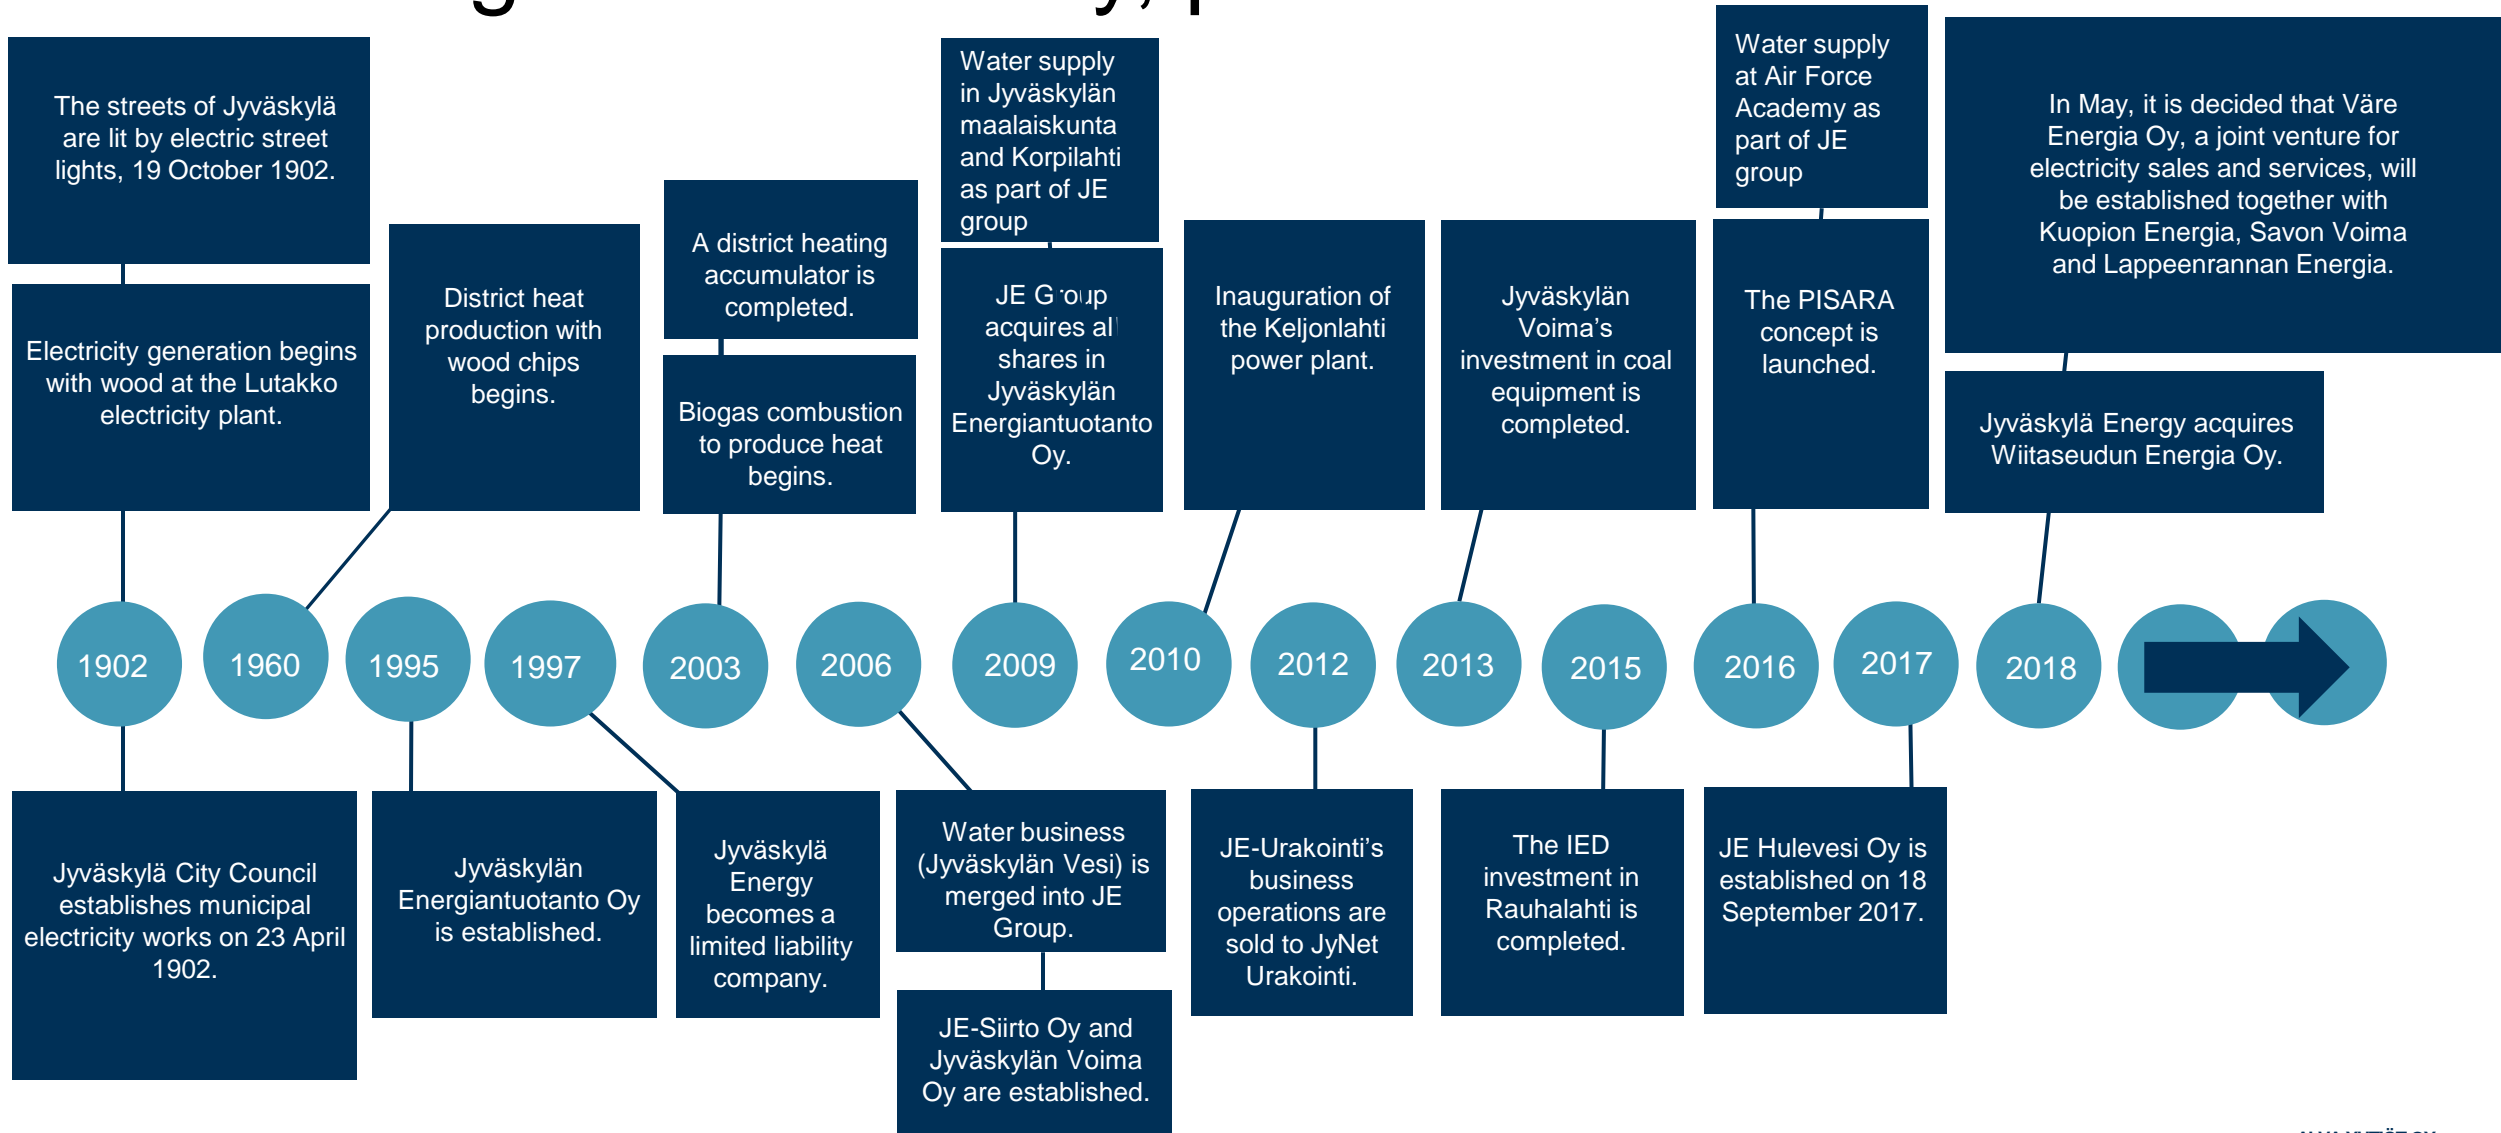 The streets of Jyväskylä
are lit by electric street
lights, 19 October 1902.
Electricity generation begins
with wood at the Lutakko
electricity plant.
District heat
production with
wood chips
begins.
A district heating
accumulator is
completed.
Biogas combustion
to produce heat
begins.
Water supply
in Jyväskylän
maalaiskunta
and Korpilahti
as part of JE
group
JE Group
acquires all
shares in
Jyväskylän
Energiantuotanto
Oy.
Inauguration of
the Keljonlahti
power plant.
Jyväskylän
Voima’s
investment in coal
equipment is
completed.
Water supply
at Air Force
Academy as
part of JE
group
The PISARA
concept is
launched.
In May, it is decided that Väre
Energia Oy, a joint venture for
electricity sales and services, will
be established together with
Kuopion Energia, Savon Voima
and Lappeenrannan Energia.
Jyväskylä Energy acquires
Wiitaseudun Energia Oy.
1902
1960
1995
1997
2003
2006
2009
2010
2012
2013
2015
2016
2017
2018
Jyväskylä City Council
establishes municipal
electricity works on 23 April
1902.
Jyväskylän
Energiantuotanto Oy
is established.
Jyväskylä
Energy
becomes a
limited liability
company.
Water business
(Jyväskylän Vesi) is
merged into JE
Group.
JE-Siirto Oy and
Jyväskylän Voima
Oy are established.
JE-Urakointi’s
business
operations are
sold to JyNet
Urakointi.
The IED
investment in
Rauhalahti is
completed.
JE Hulevesi Oy is
established on 18
September 2017.